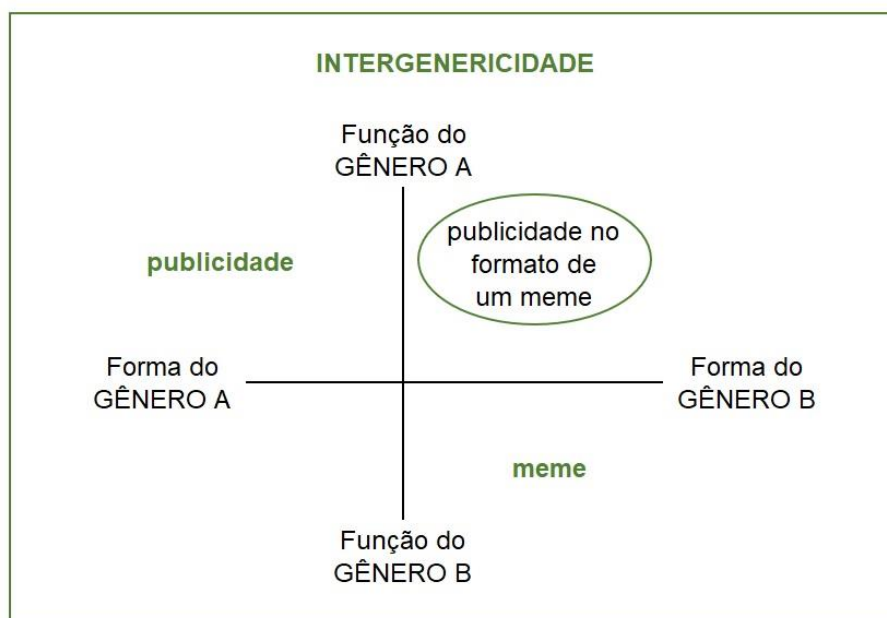 INTERGENERICIDADE
Função do
GÊNERO A
publicidade
publicidade no
formato de
um meme
Forma do
GÊNERO A
Forma do
GÊNERO B
meme
Função do
GÊNERO B